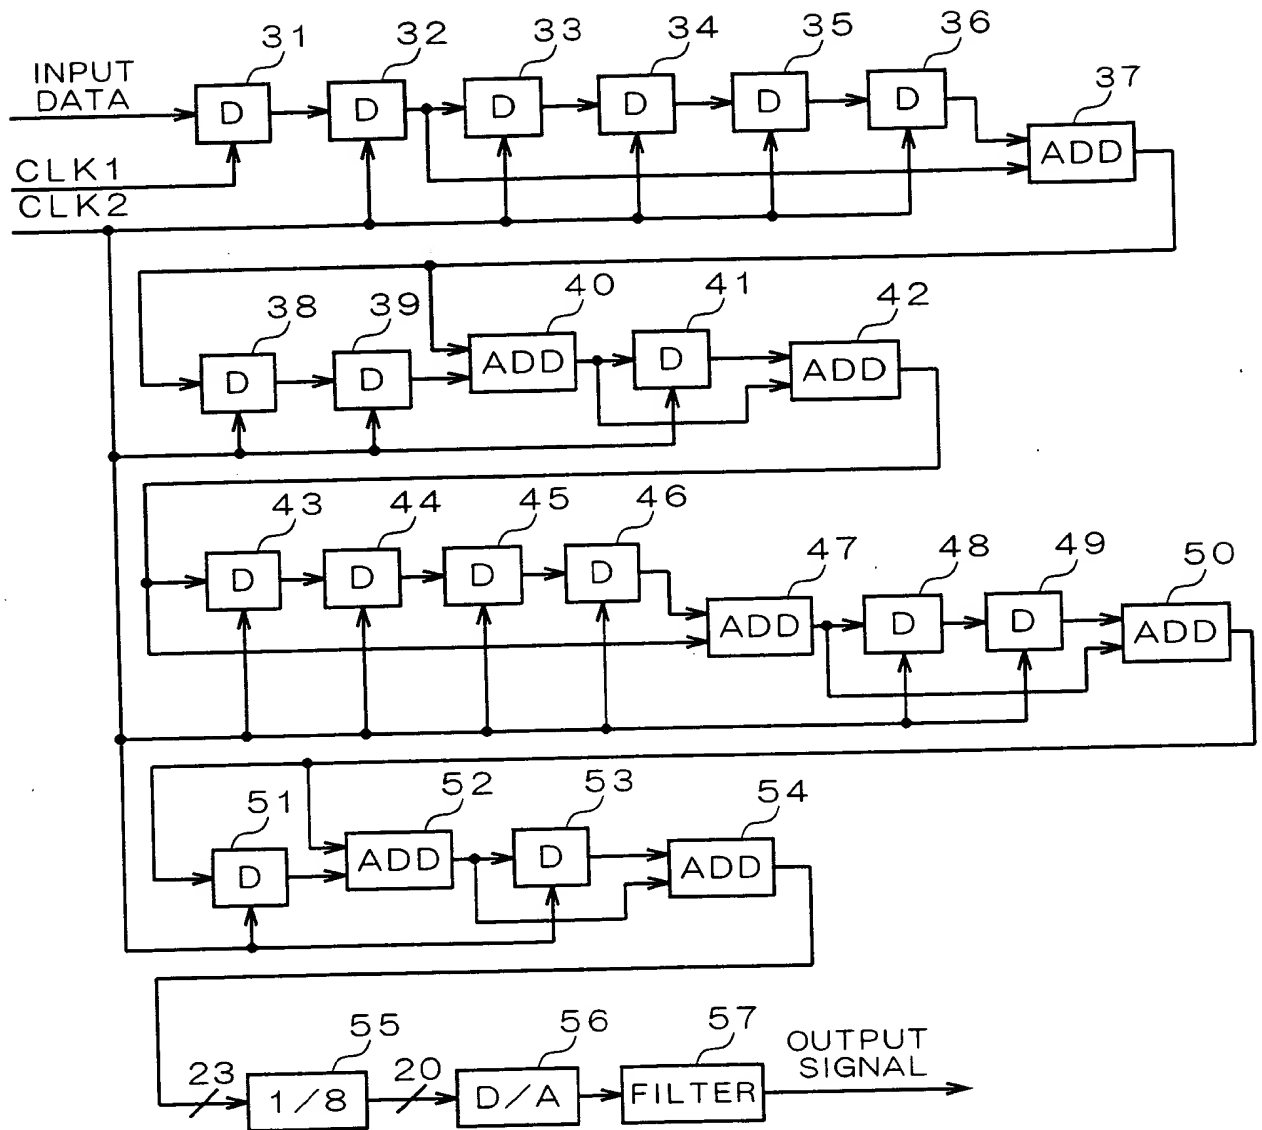 31 32 33 34 35 36
INPUT
DATA
D D D D D D
37
ADD
CLK1
CLK2
38 39 40 41 42
D D ADD D ADD
43 44 45 46
D D D D
47 48 49 50
ADD D D ADD
51 52 53 54
D ADD D ADD
55 56 57
OUTPUT
SIGNAL
23 1/8 20 D/A FILTER